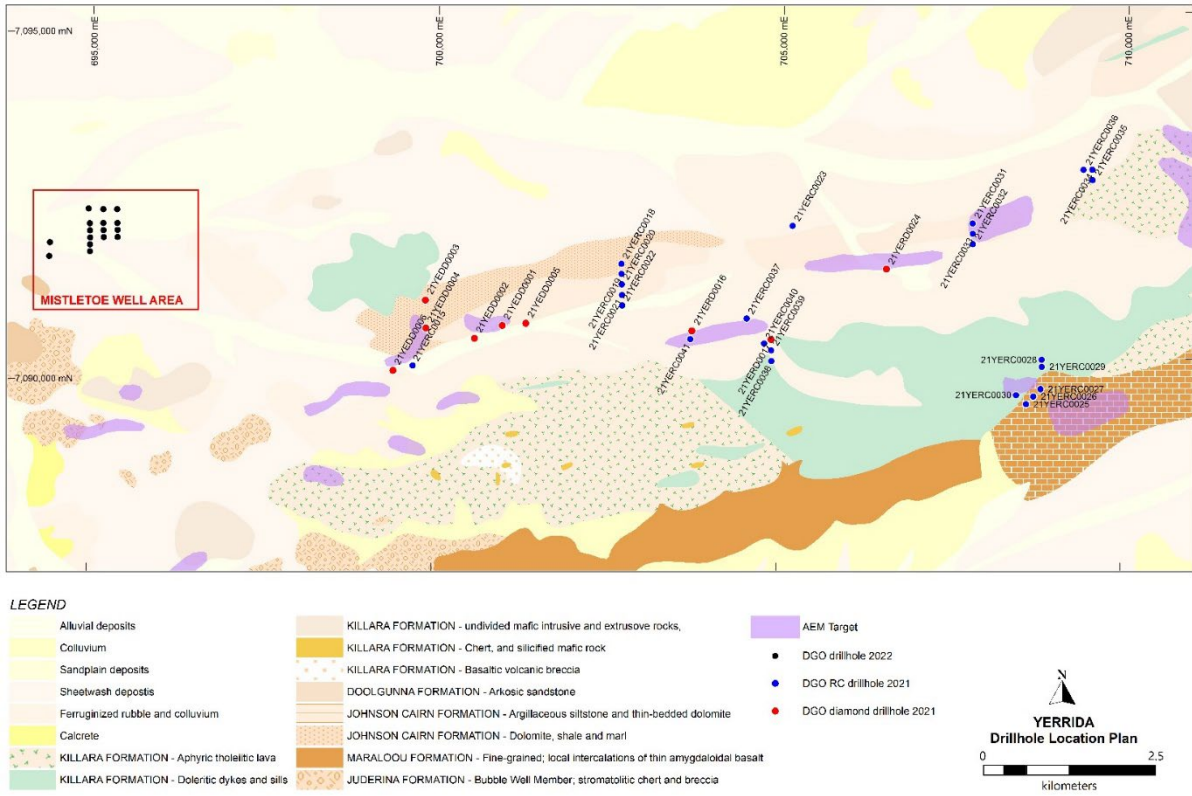 7,095,000 mN
695,000 mE
700,000 mE
705,000 mE
710,000 mE
21YERC0036
21YERC0035
21YERC0034
21YERC0023
21YERC0031
21YERC0032
21YERC0033
21YERD0024
21YERC0018
21YERC0020
21YERC0022
21YERC0019
21YERC0021
21YEDD0003
21YEDD0004
21YEDD0001
21YEDD0005
21YEDD0002
21YERC0015
21YERD0016
21YERC0037
21YERC0041
21YERC0040
21YERC0039
21YERC0038
MISTLETOE WELL AREA
7,090,000 mN
21YERC0028
21YERC0029
21YERC0027
21YERC0030
21YERC0026
21YERC0025
LEGEND
Alluvial deposits
Colluvium
Sandplain deposits
Sheetwash depostis
Ferruginized rubble and colluvium
Calcrete
KILLARA FORMATION - Aphyric tholeiitic lava
KILLARA FORMATION - Doleritic dykes and sills
KILLARA FORMATION - undivided mafic intrusive and extrusove rocks,
KILLARA FORMATION - Chert, and silicified mafic rock
KILLARA FORMATION - Basaltic volcanic breccia
DOOLGUNNA FORMATION - Arkosic sandstone
JOHNSON CAIRN FORMATION - Argillaceous siltstone and thin-bedded dolomite
JOHNSON CAIRN FORMATION - Dolomite, shale and marl
MARALOOU FORMATION - Fine-grained; local intercalations of thin amygdaloidal basalt
JUDERINA FORMATION - Bubble Well Member; stromatolitic chert and breccia
AEM Target
DGO drillhole 2022
DGO RC drillhole 2021
DGO diamond drillhole 2021
N
YERRIDA
Drillhole Location Plan
0 2.5
kilometers